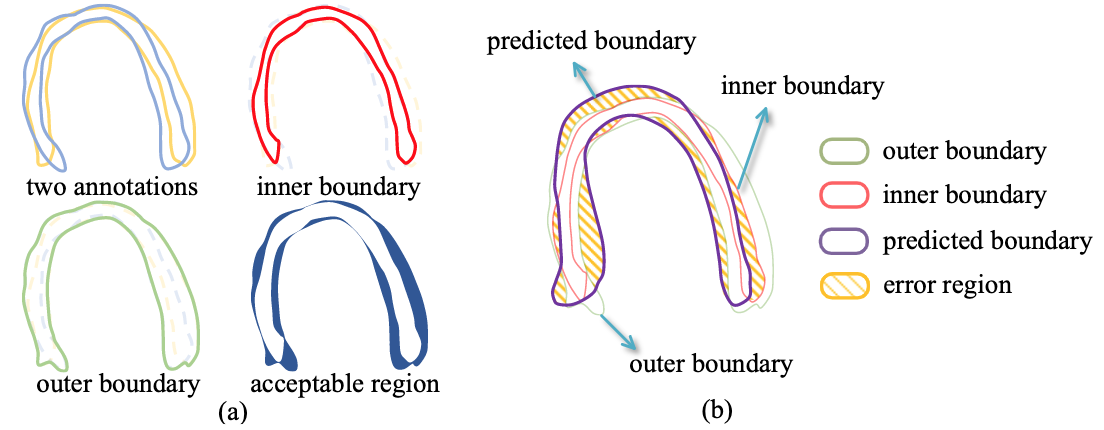 two annotations
inner boundary
outer boundary
acceptable region
(a)
predicted boundary
inner boundary
outer boundary
(b)
outer boundary
inner boundary
predicted boundary
error region